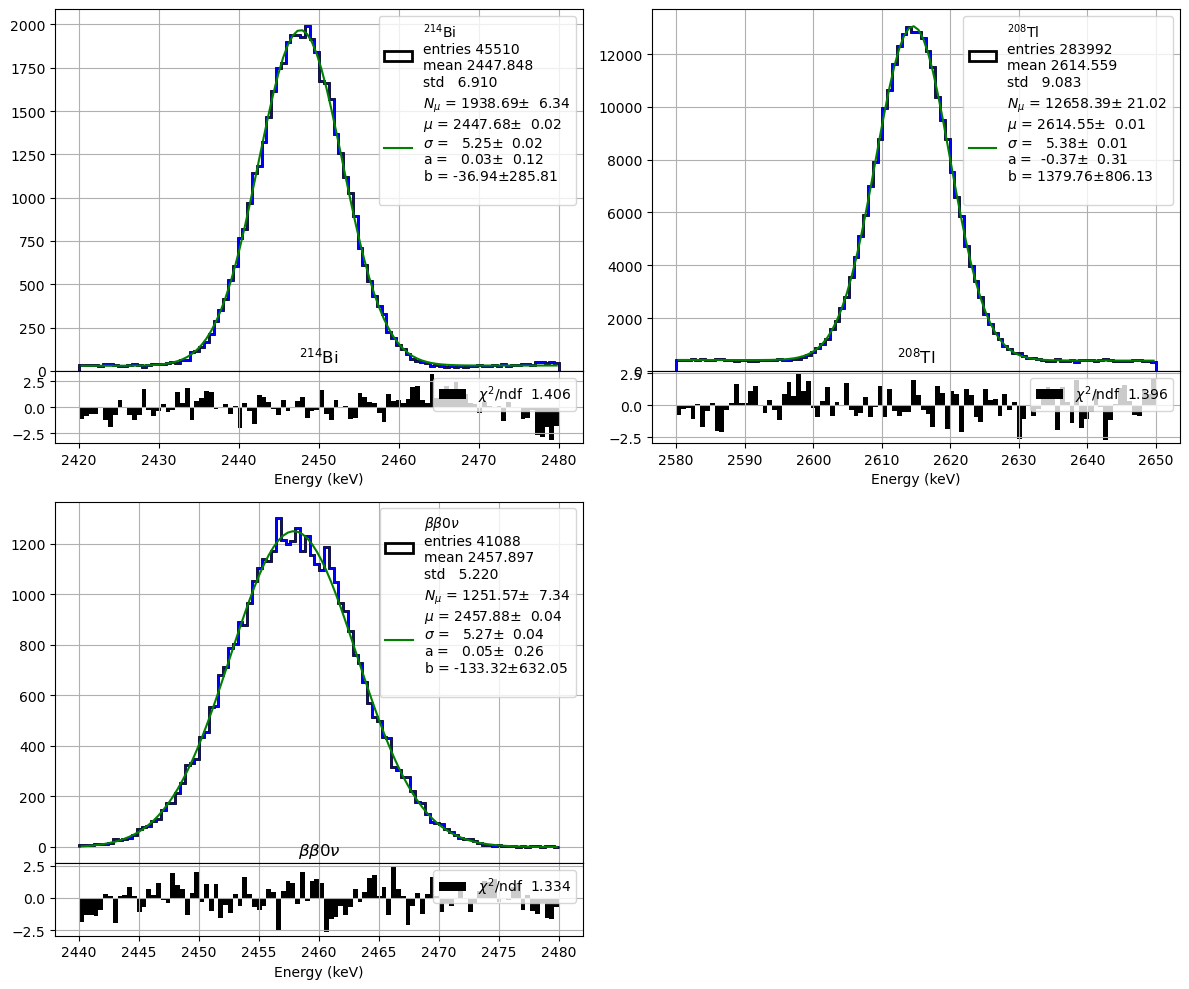 2000
1750
1500
1250
1000
750
500
250
0
²¹⁴Bi
entries 45510
mean 2447.848
std 6.910
Nμ = 1938.69± 6.34
μ = 2447.68± 0.02
σ = 5.25± 0.02
a = 0.03± 0.12
b = -36.94±285.81
²¹⁴Bi
2.5
0.0
−2.5
χ²/ndf 1.406
2420 2430 2440 2450 2460 2470 2480
Energy (keV)
12000
10000
8000
6000
4000
2000
0
²⁰⁸Tl
entries 283992
mean 2614.559
std 9.083
Nμ = 12658.39± 21.02
μ = 2614.55± 0.01
σ = 5.38± 0.01
a = -0.37± 0.31
b = 1379.76±806.13
²⁰⁸Tl
2.5
0.0
−2.5
χ²/ndf 1.396
2580 2590 2600 2610 2620 2630 2640 2650
Energy (keV)
1200
1000
800
600
400
200
0
ββ0ν
entries 41088
mean 2457.897
std 5.220
Nμ = 1251.57± 7.34
μ = 2457.88± 0.04
σ = 5.27± 0.04
a = 0.05± 0.26
b = -133.32±632.05
ββ0ν
2.5
0.0
−2.5
χ²/ndf 1.334
2440 2445 2450 2455 2460 2465 2470 2475 2480
Energy (keV)